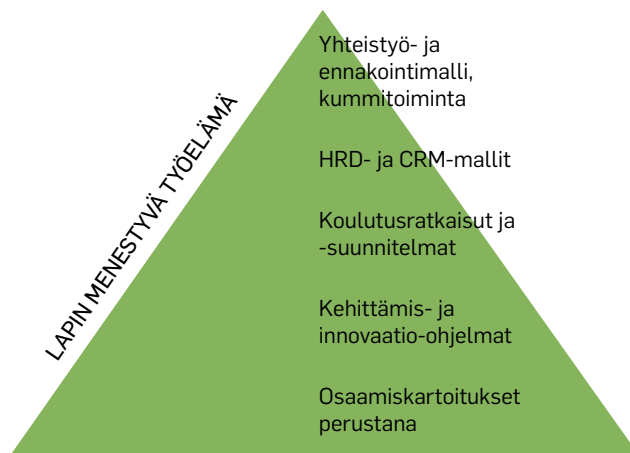 LAPIN MENESTYVÄ TYÖELÄMÄ
Yhteistyö- ja
ennakointimalli,
kummitoiminta
HRD- ja CRM-mallit
Koulutusratkaisut ja
-suunnitelmat
Kehittämis- ja
innovaatio-ohjelmat
Osaamiskartoitukset
perustana